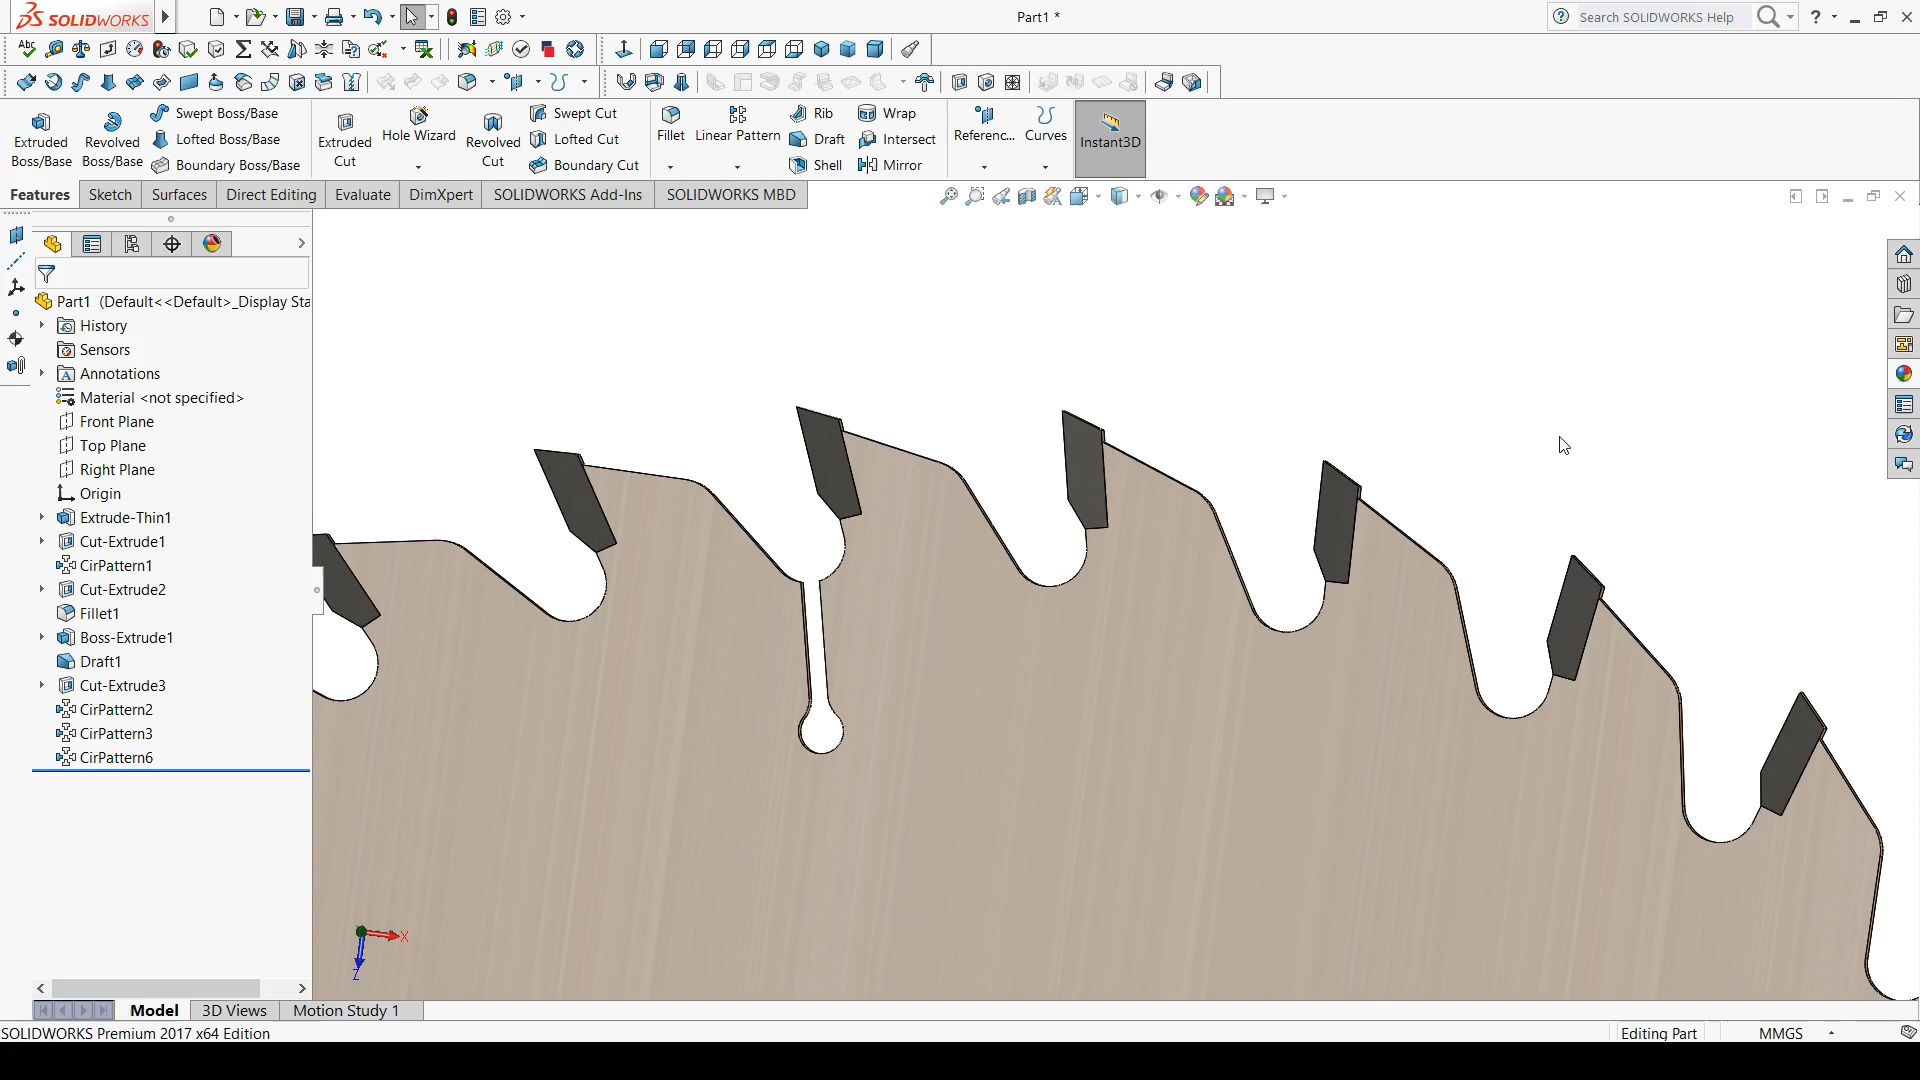 SOLIDWORKS
Part1 *
Search SOLIDWORKS Help
Extruded Boss/Base
Revolved Boss/Base
Swept Boss/Base
Lofted Boss/Base
Boundary Boss/Base
Extruded Cut
Hole Wizard
Revolved Cut
Swept Cut
Lofted Cut
Boundary Cut
Fillet
Linear Pattern
Rib
Draft
Shell
Wrap
Intersect
Mirror
Referenc...
Curves
Instant3D
Features
Sketch
Surfaces
Direct Editing
Evaluate
DimXpert
SOLIDWORKS Add-Ins
SOLIDWORKS MBD
Part1 (Default<<Default>_Display Sta
History
Sensors
Annotations
Material <not specified>
Front Plane
Top Plane
Right Plane
Origin
Extrude-Thin1
Cut-Extrude1
CirPattern1
Cut-Extrude2
Fillet1
Boss-Extrude1
Draft1
Cut-Extrude3
CirPattern2
CirPattern3
CirPattern6
X
Z
Model
3D Views
Motion Study 1
SOLIDWORKS Premium 2017 x64 Edition
Editing Part
MMGS